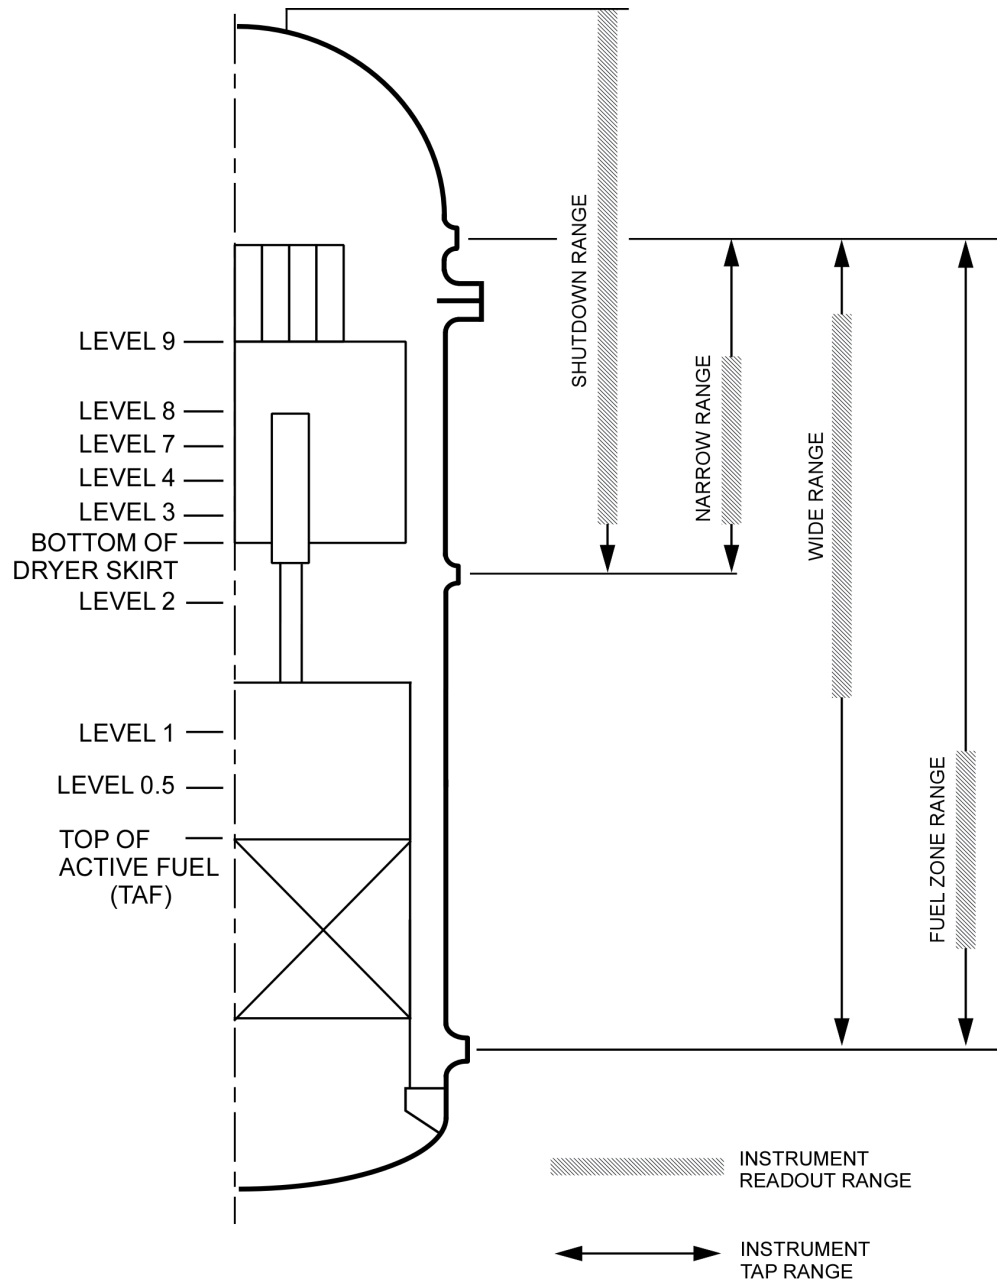 SHUTDOWN RANGE
NARROW RANGE
WIDE RANGE
FUEL ZONE RANGE
LEVEL 9
LEVEL 8
LEVEL 7
LEVEL 4
LEVEL 3
BOTTOM OF
DRYER SKIRT
LEVEL 2
LEVEL 1
LEVEL 0.5
TOP OF
ACTIVE FUEL
(TAF)
INSTRUMENT
READOUT RANGE
INSTRUMENT
TAP RANGE